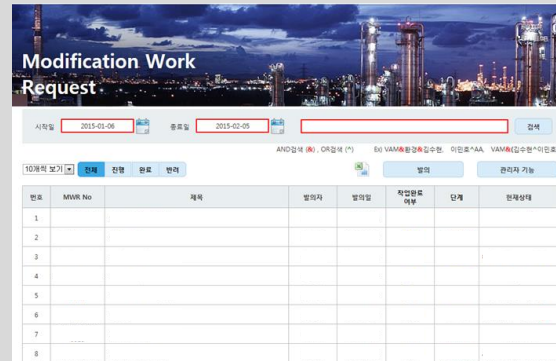 Modification Work
Request
시작일 2015-01-06 종료일 2015-02-05 검색
AND검색 (&) , OR검색 (^) Ex) VAM&환경&김수현, 이민호^AA, VAM&(김수현^이민호
10개씩 보기 전체 진행 완료 반려 발의 관리자 기능
번호 MWR No 제목 발의자 발의일 작업완료 여부 단계 현재상태
1
2
3
4
5
6
7
8